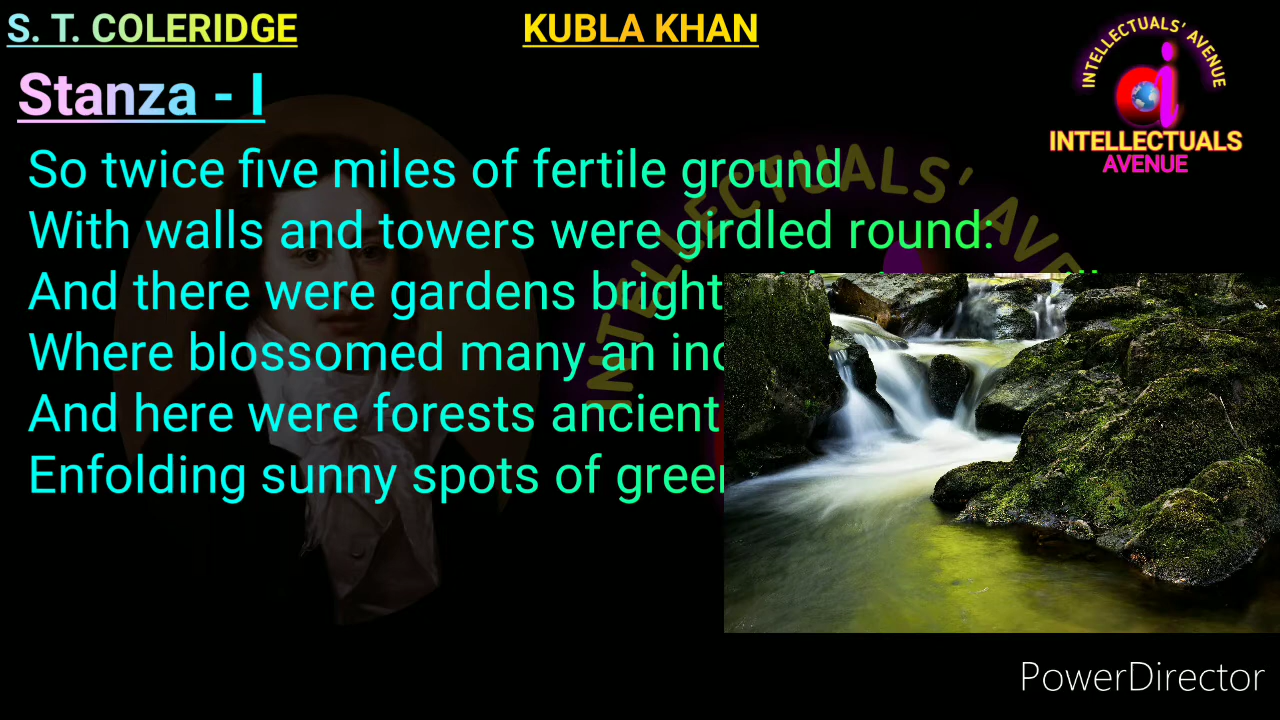 S. T. COLERIDGE
KUBLA KHAN
INTELLECTUALS' AVENUE
INTELLECTUALS
AVENUE
Stanza - I
So twice five miles of fertile ground
With walls and towers were girdled round:
And there were gardens bright
Where blossomed many an
And here were forests ancient
Enfolding sunny spots of
INTELLECTUALS' AVE
PowerDirector